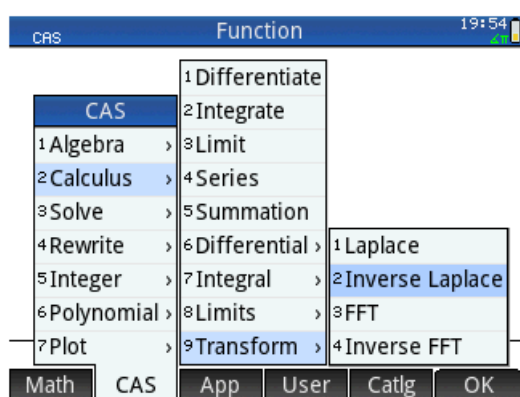 CAS Function 19:54
∡π
CAS
1 Algebra ›
2 Calculus ›
3 Solve ›
4 Rewrite ›
5 Integer ›
6 Polynomial ›
7 Plot ›
1 Differentiate
2 Integrate
3 Limit
4 Series
5 Summation
6 Differential ›
7 Integral ›
8 Limits ›
9 Transform ›
1 Laplace
2 Inverse Laplace
3 FFT
4 Inverse FFT
Math CAS App User Catlg OK